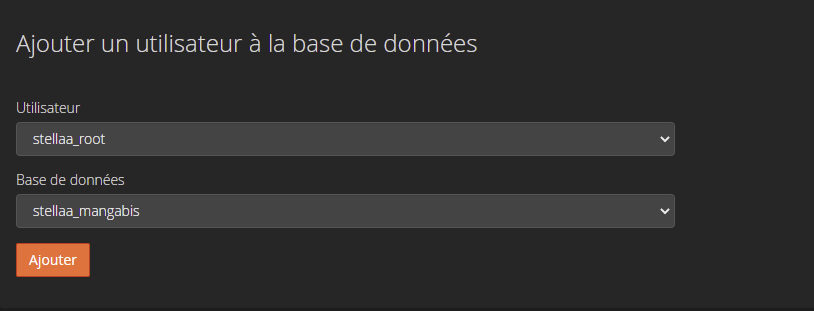 Ajouter un utilisateur à la base de données
Utilisateur
stellaa_root
Base de données
stellaa_mangabis
Ajouter